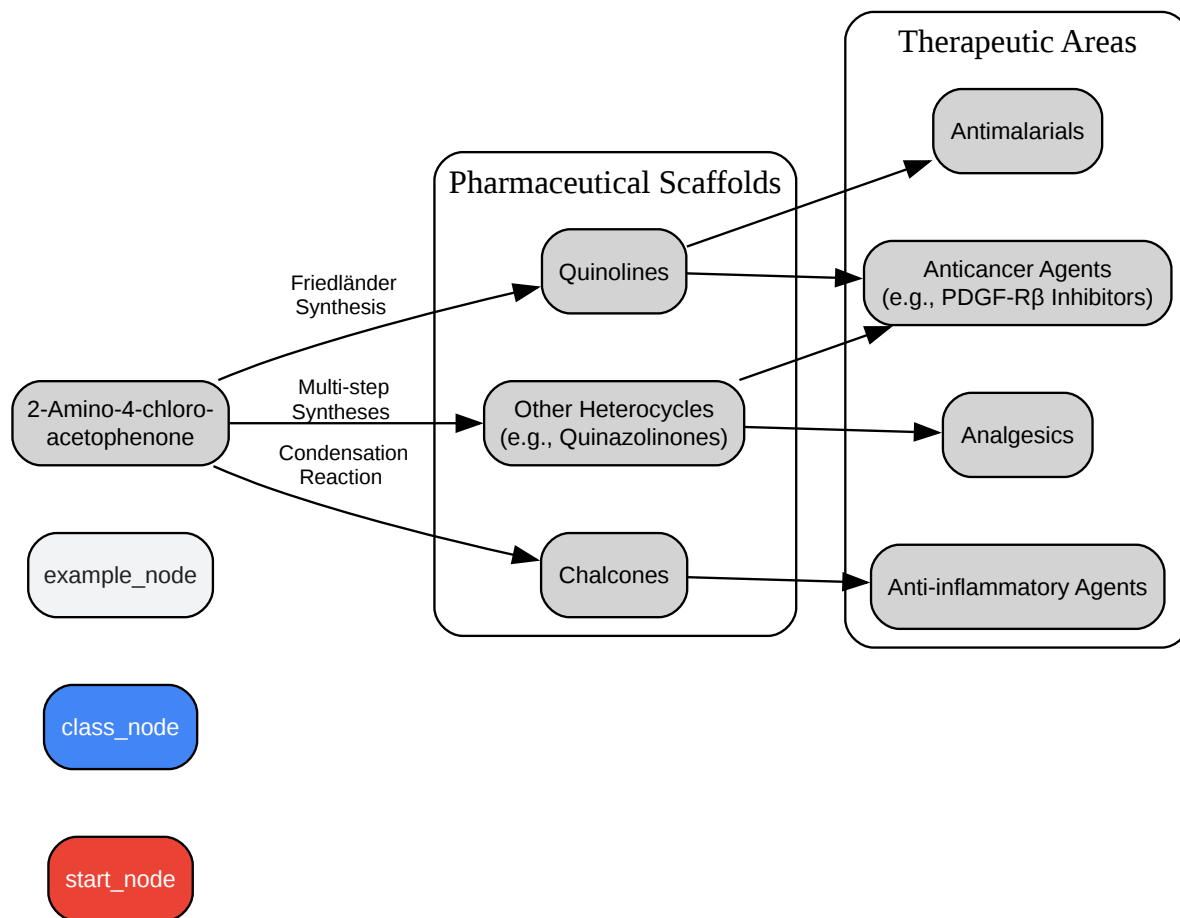 Therapeutic Areas
Antimalarials
Pharmaceutical Scaffolds
Quinolines
Anticancer Agents
(e.g., PDGF-Rβ Inhibitors)
Friedländer
Synthesis
2-Amino-4-chloro-
acetophenone
Multi-step
Syntheses
Other Heterocycles
(e.g., Quinazolinones)
Analgesics
Condensation
Reaction
Chalcones
Anti-inflammatory Agents
example_node
class_node
start_node